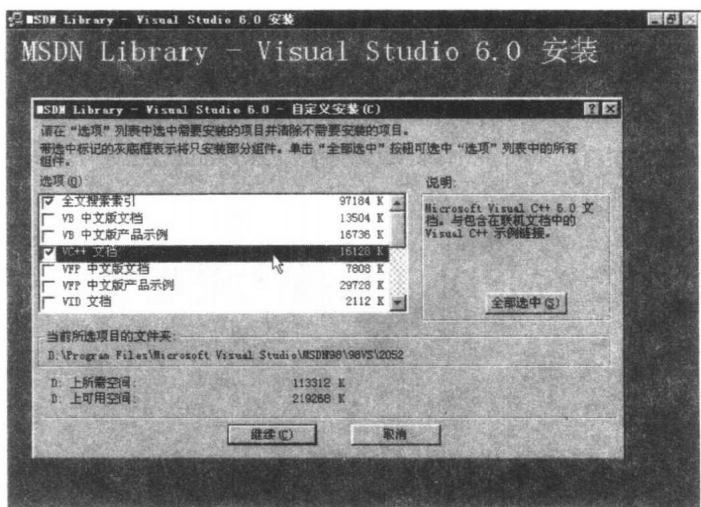 MSDN Library - Visual Studio 6.0 安装
MSDN Library - Visual Studio 6.0 安装
MSDN Library - Visual Studio 6.0 - 自定义安装(C)
请在“选项”列表中选中需要安装的项目并清除不需要安装的项目。
带选中标记的灰底框表示将只安装部分组件。单击“全部选中”按钮可选中“选项”列表中的所有
组件。
选项(O)
全文搜索索引 97184 K
VB 中文版文档 13504 K
VB 中文版产品示例 16736 K
VC++ 文档 16128 K
VFP 中文版文档 7808 K
VFP 中文版产品示例 29728 K
VID 文档 2112 K
说明:
Microsoft Visual C++ 6.0 文
档。与包含在联机文档中的
Visual C++ 示例链接。
全部选中(S)
当前所选项目的文件夹:
D:\Program Files\Microsoft Visual Studio\MSDN98\98VS\2052
D: 上所需空间: 113312 K
D: 上可用空间: 219268 K
继续(C)
取消